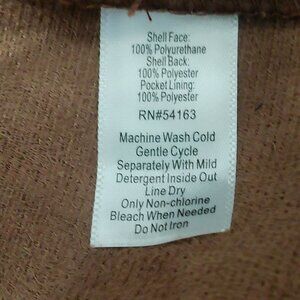 Shell Face:
100% Polyurethane
Shell Back:
100% Polyester
Pocket Lining:
100% Polyester
RN#54163
Machine Wash Cold
Gentle Cycle
Separately With Mild
Detergent Inside Out
Line Dry
Only Non-chlorine
Bleach When Needed
Do Not Iron